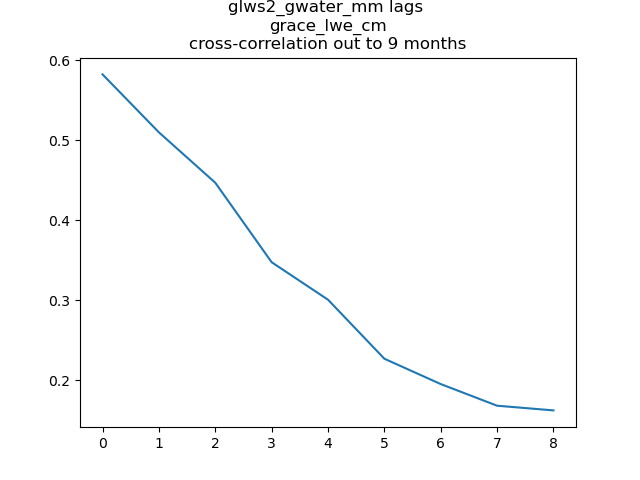 glws2_gwater_mm lags
grace_lwe_cm
cross-correlation out to 9 months
0.6
0.5
0.4
0.3
0.2
0 1 2 3 4 5 6 7 8